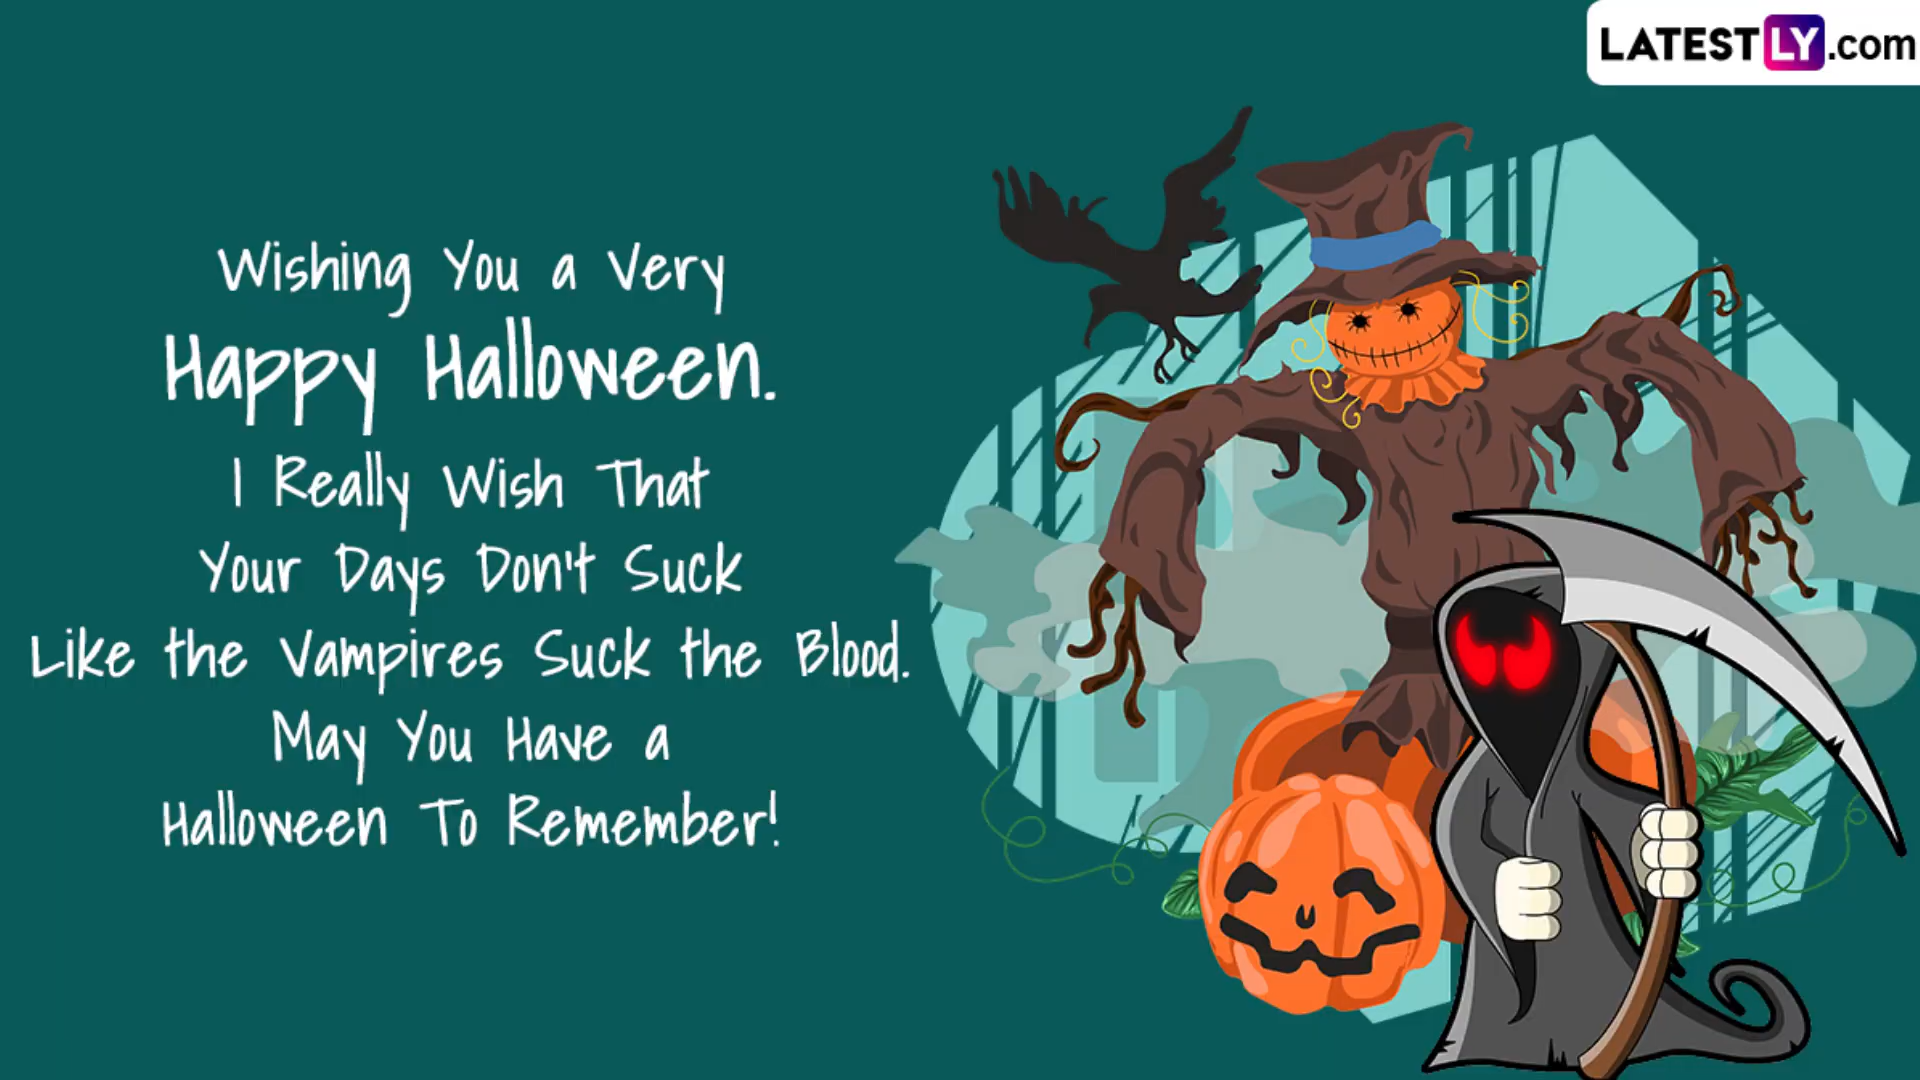 LATESTLY.com
Wishing You a Very
Happy Halloween.
I Really Wish That
Your Days Don't Suck
Like the Vampires Suck the Blood.
May You Have a
Halloween To Remember!